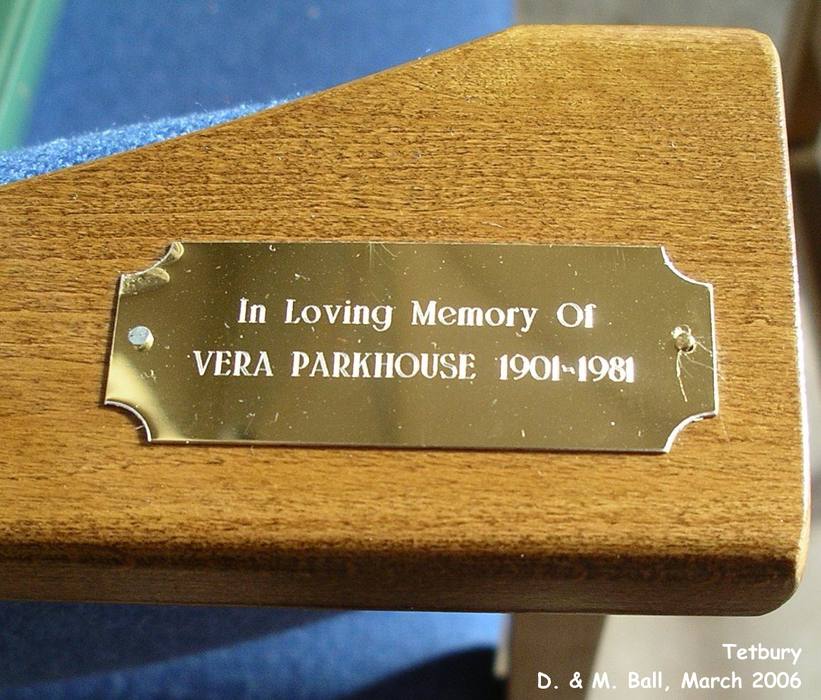 In Loving Memory Of
VERA PARKHOUSE 1901-1981
Tetbury
D. & M. Ball, March 2006